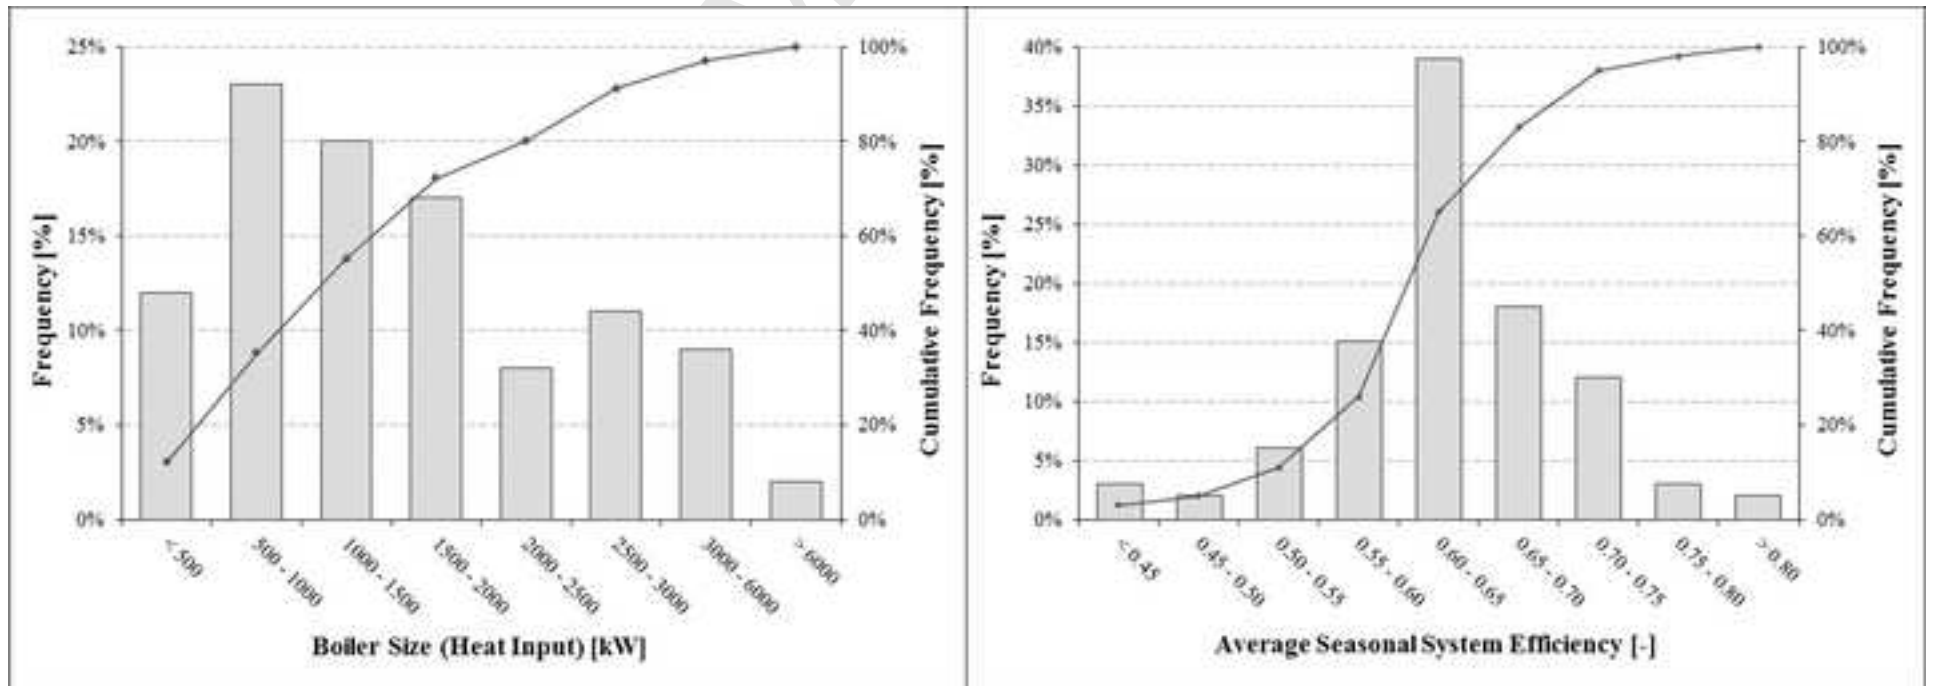 25%
20%
15%
10%
5%
0%
Frequency [%]
100%
80%
60%
40%
20%
0%
Cumulative Frequency [%]
< 500
500 - 1000
1000 - 1500
1500 - 2000
2000 - 2500
2500 - 3000
3000 - 6000
> 6000
Boiler Size (Heat Input) [kW]
40%
35%
30%
25%
20%
15%
10%
5%
0%
Frequency [%]
100%
80%
60%
40%
20%
0%
Cumulative Frequency [%]
< 0.45
0.45 - 0.50
0.50 - 0.55
0.55 - 0.60
0.60 - 0.65
0.65 - 0.70
0.70 - 0.75
0.75 - 0.80
> 0.80
Average Seasonal System Efficiency [-]